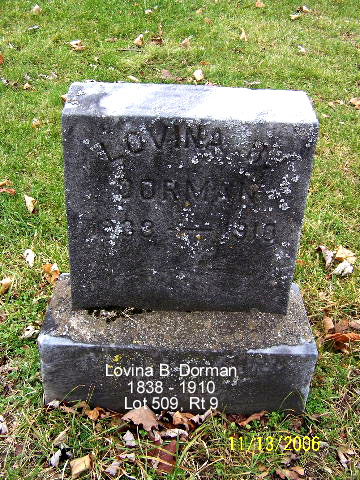 LOVINA B.
DORMAN
1838 — 1910
Lovina B. Dorman
1838 - 1910
Lot 509, Rt 9
11/13/2006